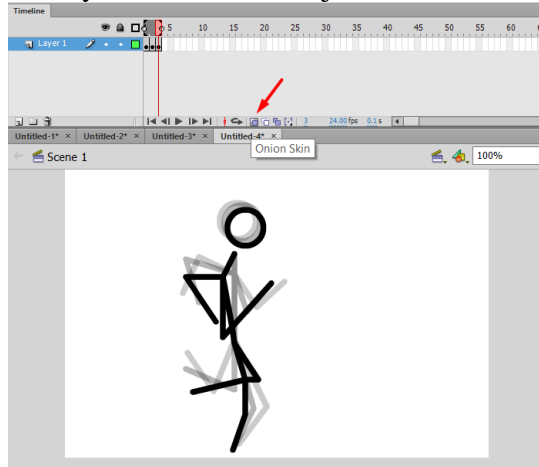 Timeline
5 10 15 20 25 30 35 40 45 50 55 60
Layer 1
3 24.00 fps 0.1 s
Untitled-1* × Untitled-2* × Untitled-3* × Untitled-4* ×
Onion Skin
Scene 1 100%